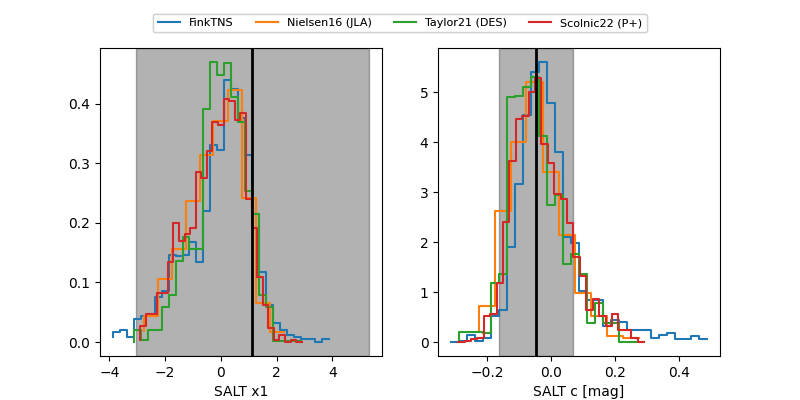 FinkTNS Nielsen16 (JLA) Taylor21 (DES) Scolnic22 (P+)
0.4
0.3
0.2
0.1
0.0
−4 −2 0 2 4
SALT x1
5
4
3
2
1
0
−0.2 0.0 0.2 0.4
SALT c [mag]